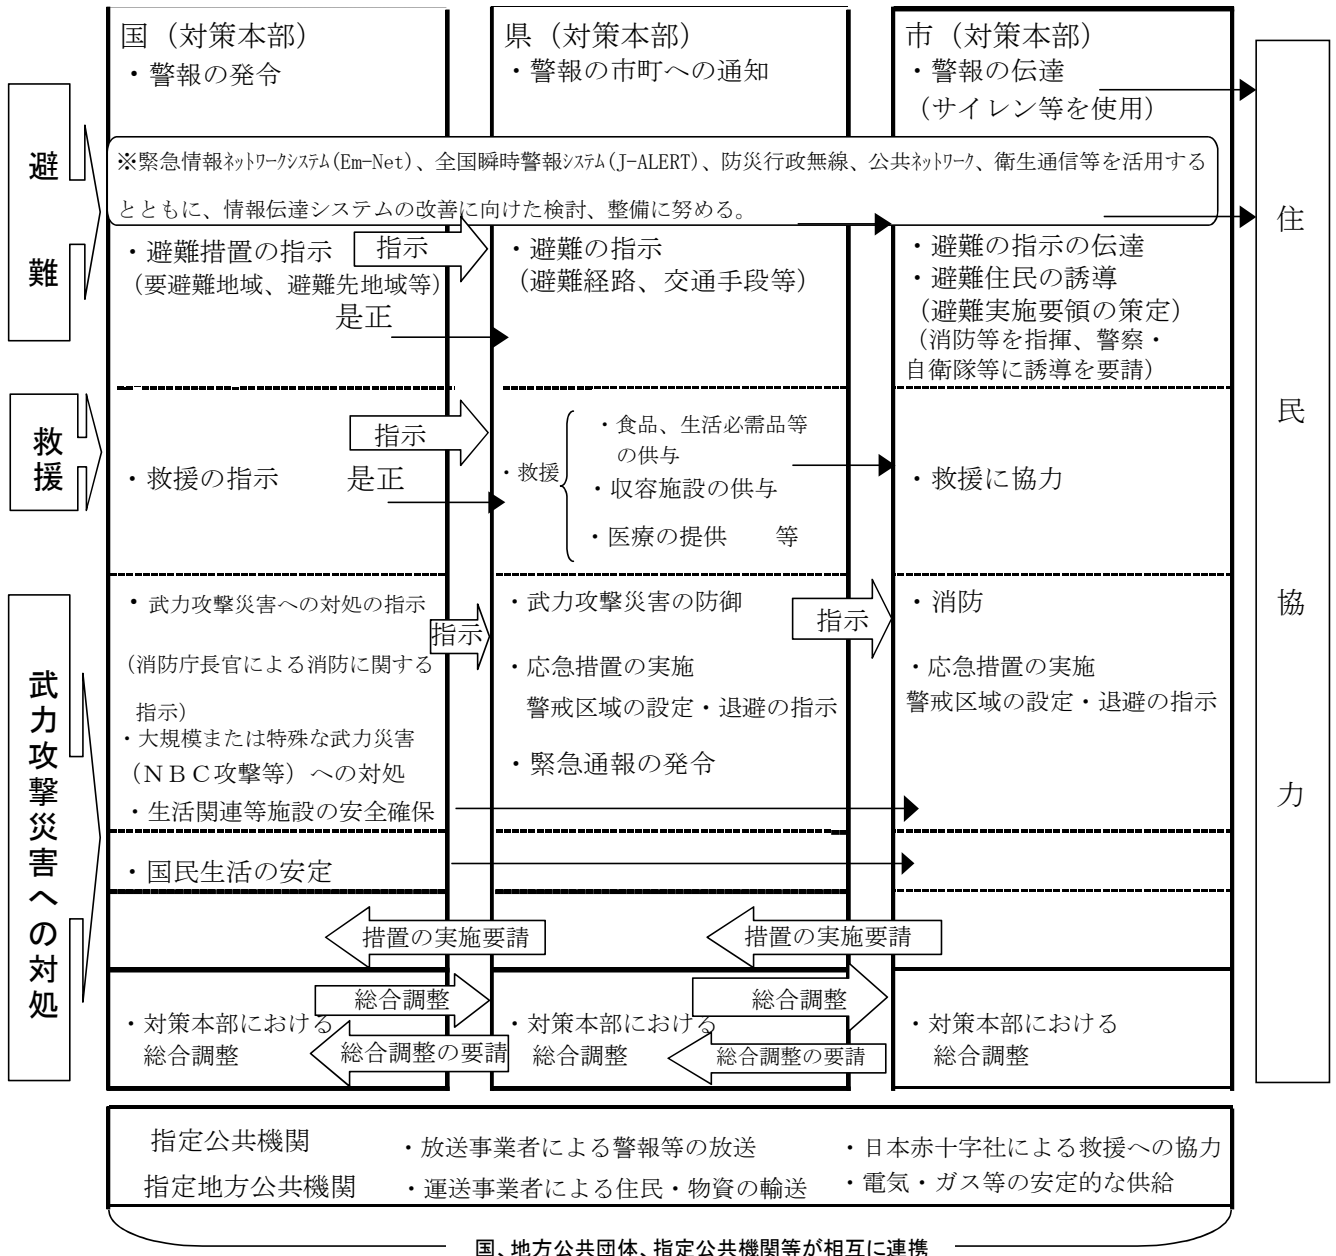 国（対策本部）
・警報の発令
県（対策本部）
・警報の市町への通知
市（対策本部）
・警報の伝達
（サイレン等を使用）
避難
※緊急情報ﾈｯﾄﾜｰｸｼｽﾃﾑ(Em-Net)、全国瞬時警報ｼｽﾃﾑ(J-ALERT)、防災行政無線、公共ﾈｯﾄﾜｰｸ、衛生通信等を活用する
とともに、情報伝達システムの改善に向けた検討、整備に努める。
・避難措置の指示
（要避難地域、避難先地域等）
指示
是正
・避難の指示
（避難経路、交通手段等）
・避難の指示の伝達
・避難住民の誘導
（避難実施要領の策定）
（消防等を指揮、警察・
自衛隊等に誘導を要請）
救援
・救援の指示
指示
是正
・救援
・食品、生活必需品等
の供与
・収容施設の供与
・医療の提供　等
・救援に協力
武力攻撃災害への対処
・武力攻撃災害への対処の指示
（消防庁長官による消防に関する
指示）
・大規模または特殊な武力災害
（ＮＢＣ攻撃等）への対処
・生活関連等施設の安全確保
指示
・武力攻撃災害の防御
・応急措置の実施
警戒区域の設定・退避の指示
・緊急通報の発令
指示
・消防
・応急措置の実施
警戒区域の設定・退避の指示
・国民生活の安定
措置の実施要請
措置の実施要請
・対策本部における
総合調整
総合調整
総合調整の要請
・対策本部における
総合調整
総合調整
総合調整の要請
・対策本部における
総合調整
住民協力
指定公共機関
指定地方公共機関
・放送事業者による警報等の放送
・運送事業者による住民・物資の輸送
・日本赤十字社による救援への協力
・電気・ガス等の安定的な供給
国、地方公共団体、指定公共機関等が相互に連携